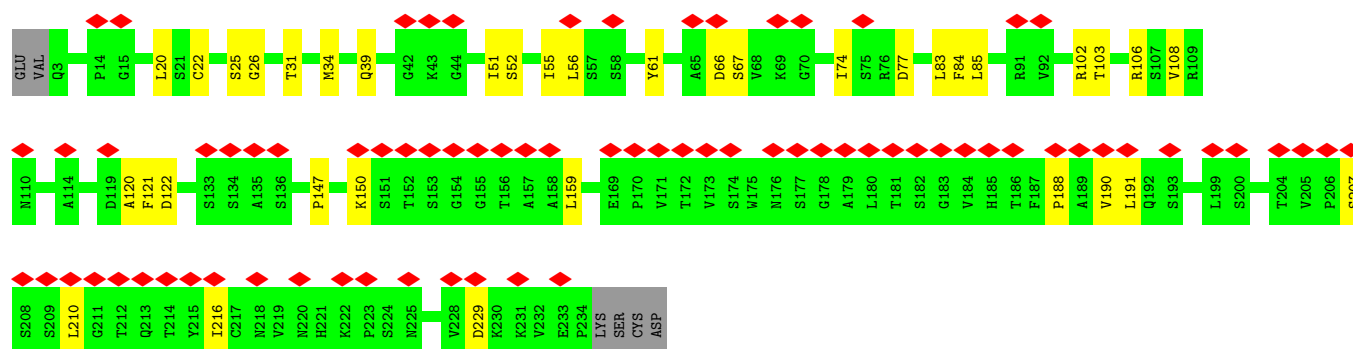 GLU VAL Q3 P14 G15 L20 S21 C22 S25 G26 T31 M34 Q39 G42 K43 G44 I51 S52 I55 L56 S57 S58 Y61 A65 D66 S67 V68 K69 G70 I74 S75 R76 D77 L83 F84 L85 R91 V92 R102 T103 R106 S107 V108 R109
N110 A114 D119 A120 F121 D122 S133 S134 A135 S136 P147 K150 S151 T152 S153 G154 G155 T156 A157 A158 L159 E169 P170 V171 T172 V173 S174 W175 N176 S177 G178 A179 L180 T181 S182 G183 V184 H185 T186 F187 P188 A189 V190 L191 Q192 S193 L199 S200 T204 V205 P206 S207
S208 S209 L210 G211 T212 Q213 T214 Y215 I216 C217 N218 V219 N220 H221 K222 P223 S224 N225 V228 D229 K230 K231 V232 E233 P234 LYS SER CYS ASP